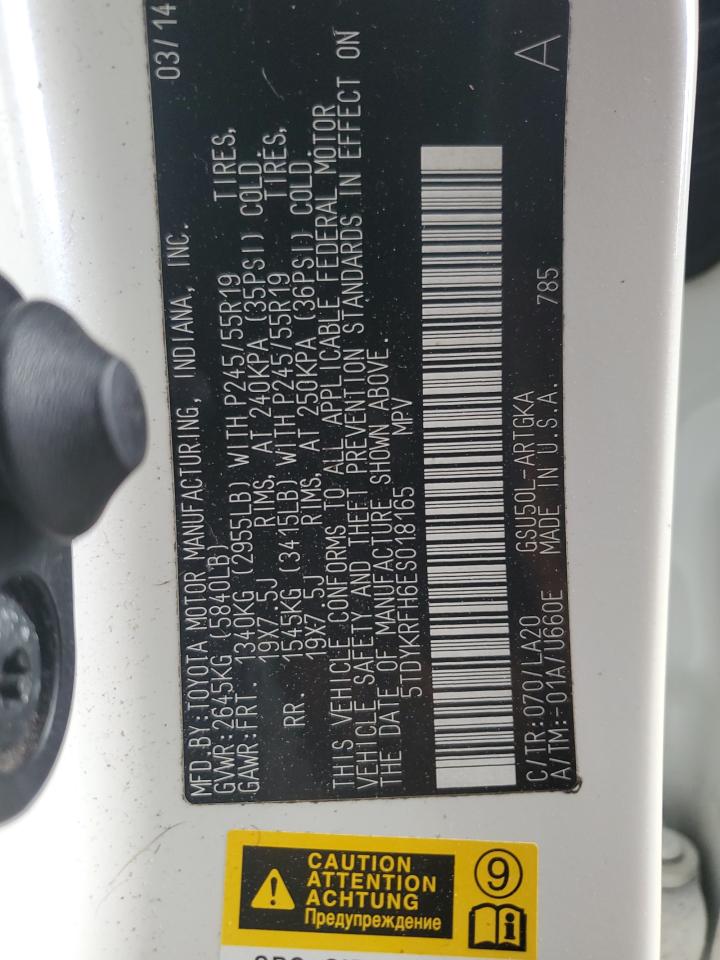 MFD.BY:TOYOTA MOTOR MANUFACTURING, INDIANA, INC. 03/14
GVWR:2645KG(5840LB)
GAWR:FRT. 1340KG (2955LB) WITH P245/55R19 TIRES,
19X7.5J RIMS, AT 240KPA (35PSI) COLD.
RR. 1545KG (3415LB) WITH P245/55R19 TIRES,
19X7.5J RIMS, AT 250KPA (36PSI) COLD.
THIS VEHICLE CONFORMS TO ALL APPLICABLE FEDERAL MOTOR
VEHICLE SAFETY AND THEFT PREVENTION STANDARDS IN EFFECT ON
THE DATE OF MANUFACTURE SHOWN ABOVE.
5TDYKRFH6ES018165 MPV
C/TR:070/LA20 GSU50L-ARTGKA 785 A
A/TM:-01A/U660E MADE IN U.S.A.
CAUTION
ATTENTION
ACHTUNG
Предупреждение
9